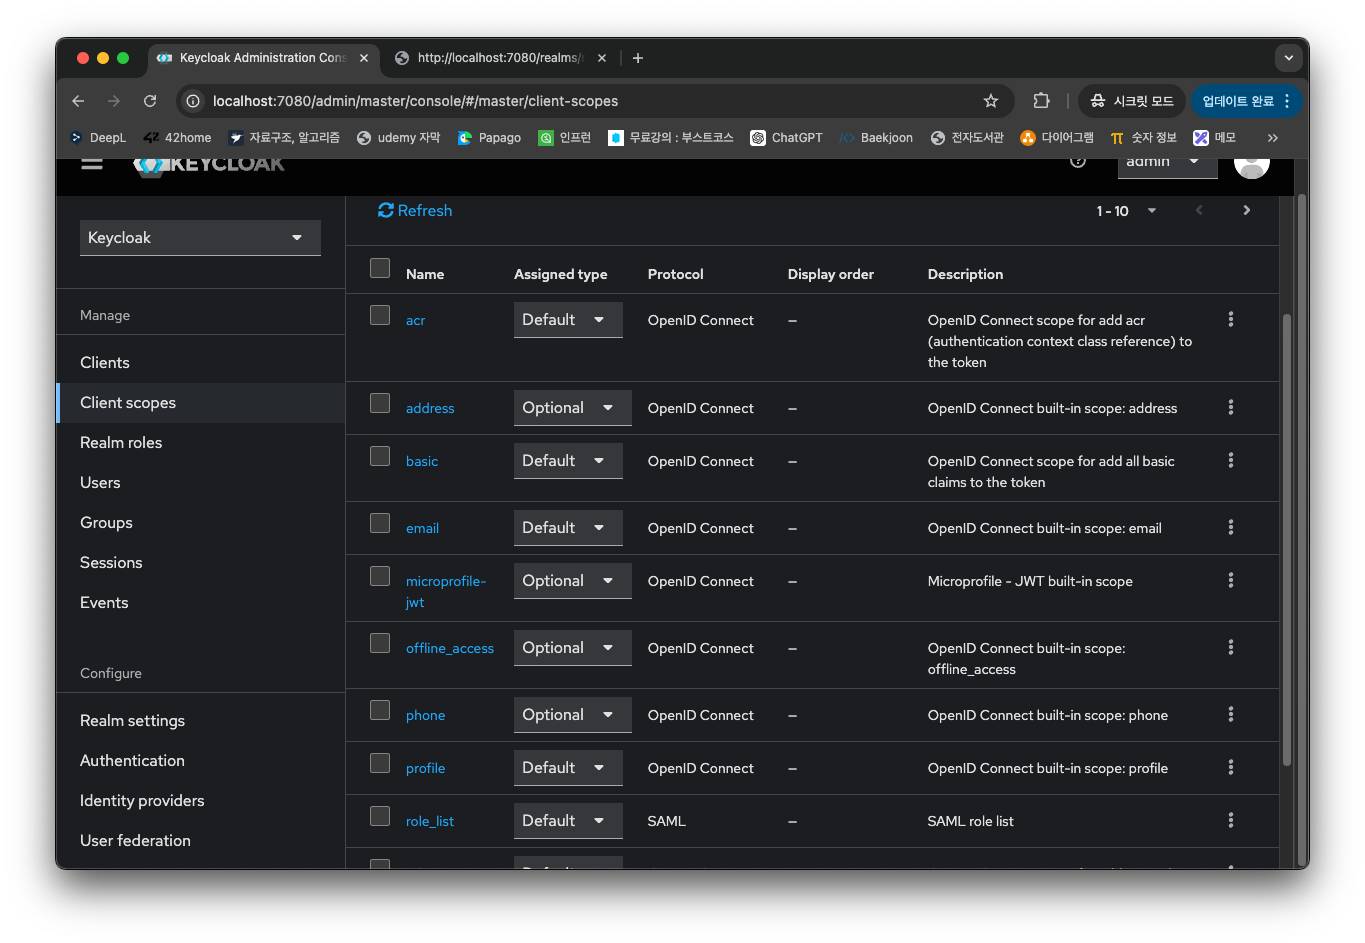 Keycloak Administration Cons
http://localhost:7080/realms/
localhost:7080/admin/master/console/#/master/client-scopes
시크릿 모드
업데이트 완료
DeepL
42home
자료구조, 알고리즘
udemy 자막
Papago
인프런
무료강의 : 부스트코스
ChatGPT
Baekjoon
전자도서관
다이어그램
숫자 정보
메모
KEYCLOAK
admin
Keycloak
Manage
Clients
Client scopes
Realm roles
Users
Groups
Sessions
Events
Configure
Realm settings
Authentication
Identity providers
User federation
Refresh
1 - 10
Name Assigned type Protocol Display order Description
acr Default OpenID Connect – OpenID Connect scope for add acr
(authentication context class reference) to
the token
address Optional OpenID Connect – OpenID Connect built-in scope: address
basic Default OpenID Connect – OpenID Connect scope for add all basic
claims to the token
email Default OpenID Connect – OpenID Connect built-in scope: email
microprofile- Optional OpenID Connect – Microprofile - JWT built-in scope
jwt
offline_access Optional OpenID Connect – OpenID Connect built-in scope:
offline_access
phone Optional OpenID Connect – OpenID Connect built-in scope: phone
profile Default OpenID Connect – OpenID Connect built-in scope: profile
role_list Default SAML – SAML role list